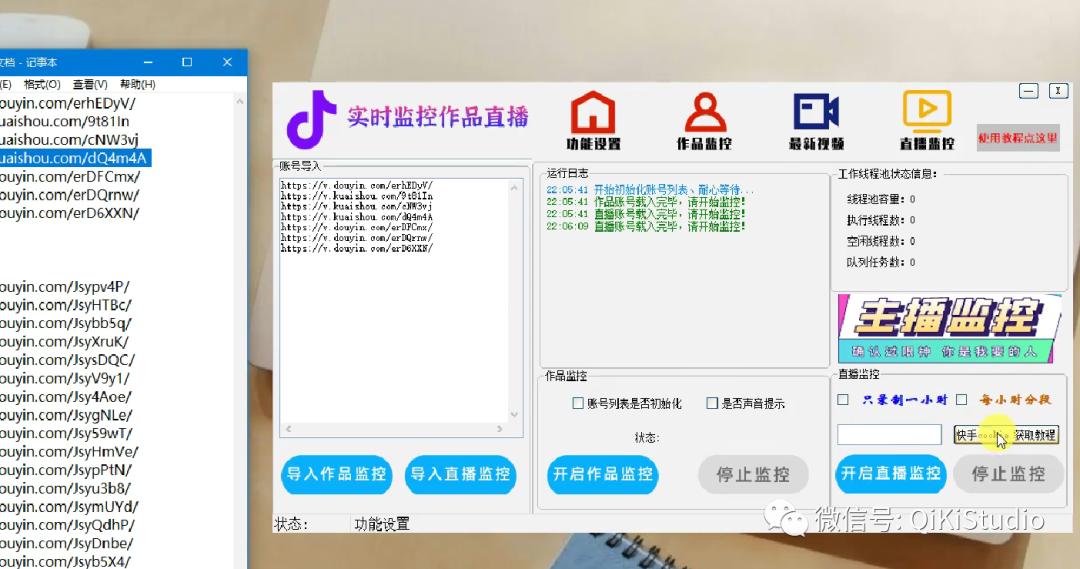 文档 - 记事本
(E) 格式(O) 查看(V) 帮助(H)
ouyin.com/erhEDyV/
uaishou.com/9t81In
uaishou.com/cNW3vj
uaishou.com/dQ4m4A
ouyin.com/erDFCmx/
ouyin.com/erDQrnw/
ouyin.com/erD6XXN/
ouyin.com/Jsypv4P/
ouyin.com/JsyHTBc/
ouyin.com/Jsybb5q/
ouyin.com/JsyXruK/
ouyin.com/JsysDQC/
ouyin.com/JsyV9y1/
ouyin.com/Jsy4Aoe/
ouyin.com/JsygNLe/
ouyin.com/Jsy59wT/
ouyin.com/JsyHmVe/
ouyin.com/JsypPtN/
ouyin.com/Jsyu3b8/
ouyin.com/JsymUYd/
ouyin.com/JsyQdhP/
ouyin.com/JsyDnbe/
ouyin.com/Jsyb5X4/
实时监控作品直播
功能设置
作品监控
最新视频
直播监控
使用教程点这里
账号导入
https://v.douyin.com/erhEDyV/
https://v.kuaishou.com/9t81In
https://v.kuaishou.com/cNW3vj
https://v.kuaishou.com/dQ4m4A
https://v.douyin.com/erDFCmx/
https://v.douyin.com/erDQrnw/
https://v.douyin.com/erD6XXN/
导入作品监控 导入直播监控
运行日志
22:05:41 开始初始化账号列表、耐心等待...
22:05:41 作品账号载入完毕，请开始监控!
22:05:41 直播账号载入完毕，请开始监控!
22:06:09 直播账号载入完毕，请开始监控!
作品监控
账号列表是否初始化 是否声音提示
状态:
开启作品监控 停止监控
工作线程池状态信息:
线程池容量: 0
执行线程数: 0
空闲线程数: 0
队列任务数: 0
主播监控
确认过眼神 你是我要的人
直播监控
只录制一小时 每小时分段
快手cookie 获取教程
开启直播监控 停止监控
状态: 功能设置
微信号: QiKiStudio